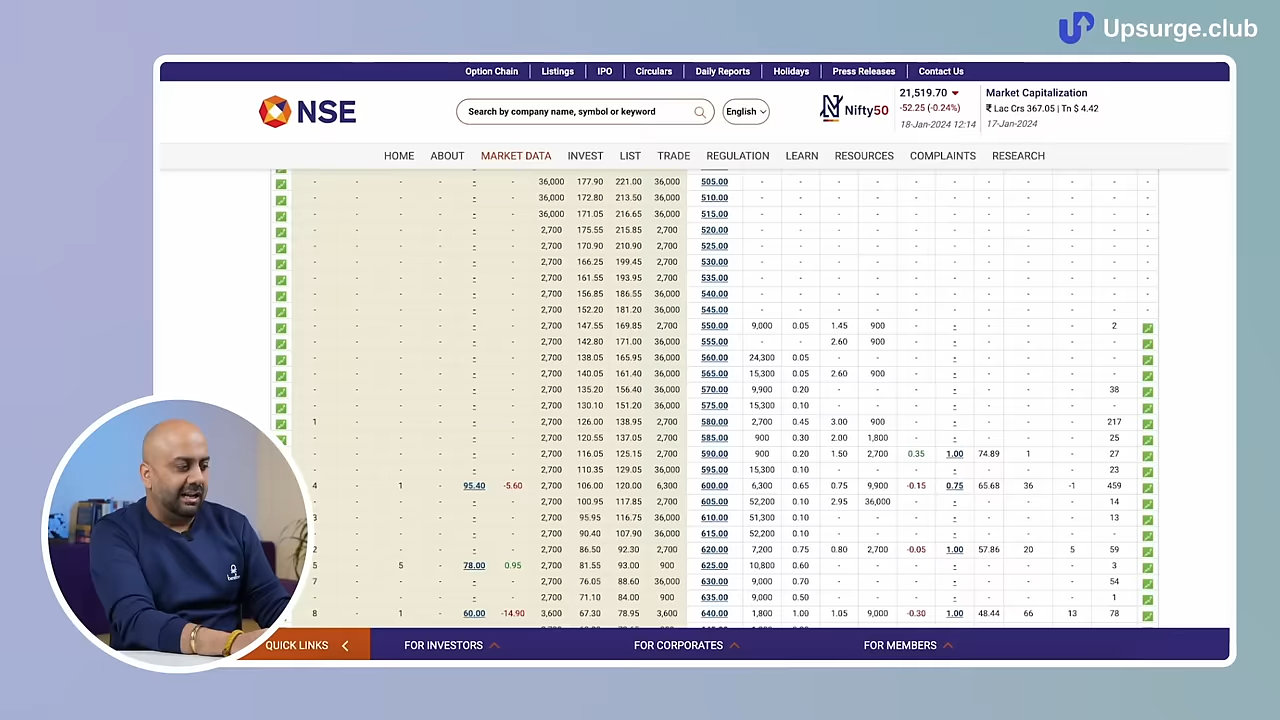 Upsurge.club
Option Chain Listings IPO Circulars Daily Reports Holidays Press Releases Contact Us
NSE
Search by company name, symbol or keyword
English
Nifty50
21,519.70
-52.25 (-0.24%)
18-Jan-2024 12:14
Market Capitalization
₹ Lac Crs 367.05 | Tn $ 4.42
17-Jan-2024
HOME ABOUT MARKET DATA INVEST LIST TRADE REGULATION LEARN RESOURCES COMPLAINTS RESEARCH
- - - - - - 36,000 177.90 221.00 36,000 505.00 - - - - - - - - - -
- - - - - - 36,000 172.80 213.50 36,000 510.00 - - - - - - - - - -
- - - - - - 36,000 171.05 216.65 36,000 515.00 - - - - - - - - - -
- - - - - - 2,700 175.55 215.85 2,700 520.00 - - - - - - - - - -
- - - - - - 2,700 170.90 210.90 2,700 525.00 - - - - - - - - - -
- - - - - - 2,700 166.25 199.45 2,700 530.00 - - - - - - - - - -
- - - - - - 2,700 161.55 193.95 2,700 535.00 - - - - - - - - - -
- - - - - - 2,700 156.85 186.55 36,000 540.00 - - - - - - - - - -
- - - - - - 2,700 152.20 181.20 36,000 545.00 - - - - - - - - - -
- - - - - - 2,700 147.55 169.85 2,700 550.00 9,000 0.05 1.45 900 - - - - - 2
- - - - - - 2,700 142.80 171.00 36,000 555.00 - - 2.60 900 - - - - - -
- - - - - - 2,700 138.05 165.95 36,000 560.00 24,300 0.05 - - - - - - - -
- - - - - - 2,700 140.05 161.40 36,000 565.00 15,300 0.05 2.60 900 - - - - - -
- - - - - - 2,700 135.20 156.40 36,000 570.00 9,900 0.20 - - - - - - - 38
- - - - - - 2,700 130.10 151.20 36,000 575.00 15,300 0.10 - - - - - - - -
1 - - - - - 2,700 126.00 138.95 2,700 580.00 2,700 0.45 3.00 900 - - - - - 217
- - - - - - 2,700 120.55 137.05 2,700 585.00 900 0.30 2.00 1,800 - - - - - 25
- - - - - - 2,700 116.05 125.15 2,700 590.00 900 0.20 1.50 2,700 0.35 1.00 74.89 1 - 27
- - - - - - 2,700 110.35 129.05 36,000 595.00 15,300 0.10 - - - - - - - 23
4 - 1 - 95.40 -5.60 2,700 106.00 120.00 6,300 600.00 6,300 0.65 0.75 9,900 -0.15 0.75 65.68 36 -1 459
- - - - - 2,700 100.95 117.85 2,700 605.00 52,200 0.10 2.95 36,000 - - - - - 14
3 - - - - - 2,700 95.95 116.75 36,000 610.00 51,300 0.10 - - - - - - - 13
- - - - - 2,700 90.40 107.90 36,000 615.00 52,200 0.10 - - - - - - - -
2 - - - - - 2,700 86.50 92.30 2,700 620.00 7,200 0.75 0.80 2,700 -0.05 1.00 57.86 20 5 59
5 - 5 - 78.00 0.95 2,700 81.55 93.00 900 625.00 10,800 0.60 - - - - - - - 3
7 - - - - - 2,700 76.05 88.60 36,000 630.00 9,000 0.70 - - - - - - - 54
- - - - - 2,700 71.10 84.00 900 635.00 9,000 0.50 - - - - - - - 1
8 - 1 - 60.00 -14.90 3,600 67.30 78.95 3,600 640.00 1,800 1.00 1.05 9,000 -0.30 1.00 48.44 66 13 78
QUICK LINKS FOR INVESTORS FOR CORPORATES FOR MEMBERS